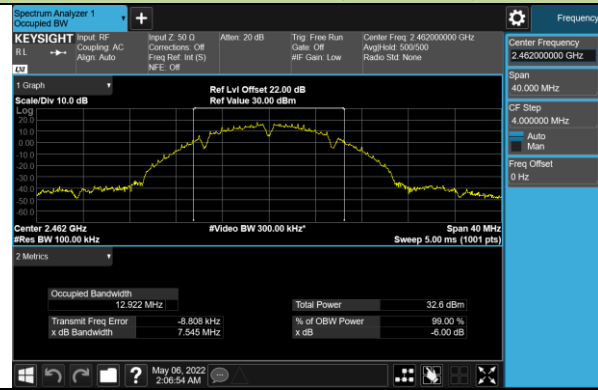 Spectrum Analyzer 1
Occupied BW
Frequency
KEYSIGHT
RL
Input: RF
Coupling: AC
Align: Auto
Input Z: 50 Ω
Corrections: Off
Freq Ref: Int (S)
NFE: Off
Atten: 20 dB
Trig: Free Run
Gate: Off
#IF Gain: Low
Center Freq: 2.462000000 GHz
Avg|Hold: 500/500
Radio Std: None
LXI
Center Frequency
2.462000000 GHz
Span
40.000 MHz
CF Step
4.000000 MHz
Auto
Man
Freq Offset
0 Hz
1 Graph
Scale/Div 10.0 dB
Ref Lvl Offset 22.00 dB
Ref Value 30.00 dBm
Log
20.0
10.0
0.00
-10.0
-20.0
-30.0
-40.0
-50.0
-60.0
Center 2.462 GHz
#Video BW 300.00 kHz*
Span 40 MHz
#Res BW 100.00 kHz
Sweep 5.00 ms (1001 pts)
2 Metrics
Occupied Bandwidth
12.922 MHz
Total Power 32.6 dBm
Transmit Freq Error -8.808 kHz
% of OBW Power 99.00 %
x dB Bandwidth 7.545 MHz
x dB -6.00 dB
?
May 06, 2022
2:06:54 AM